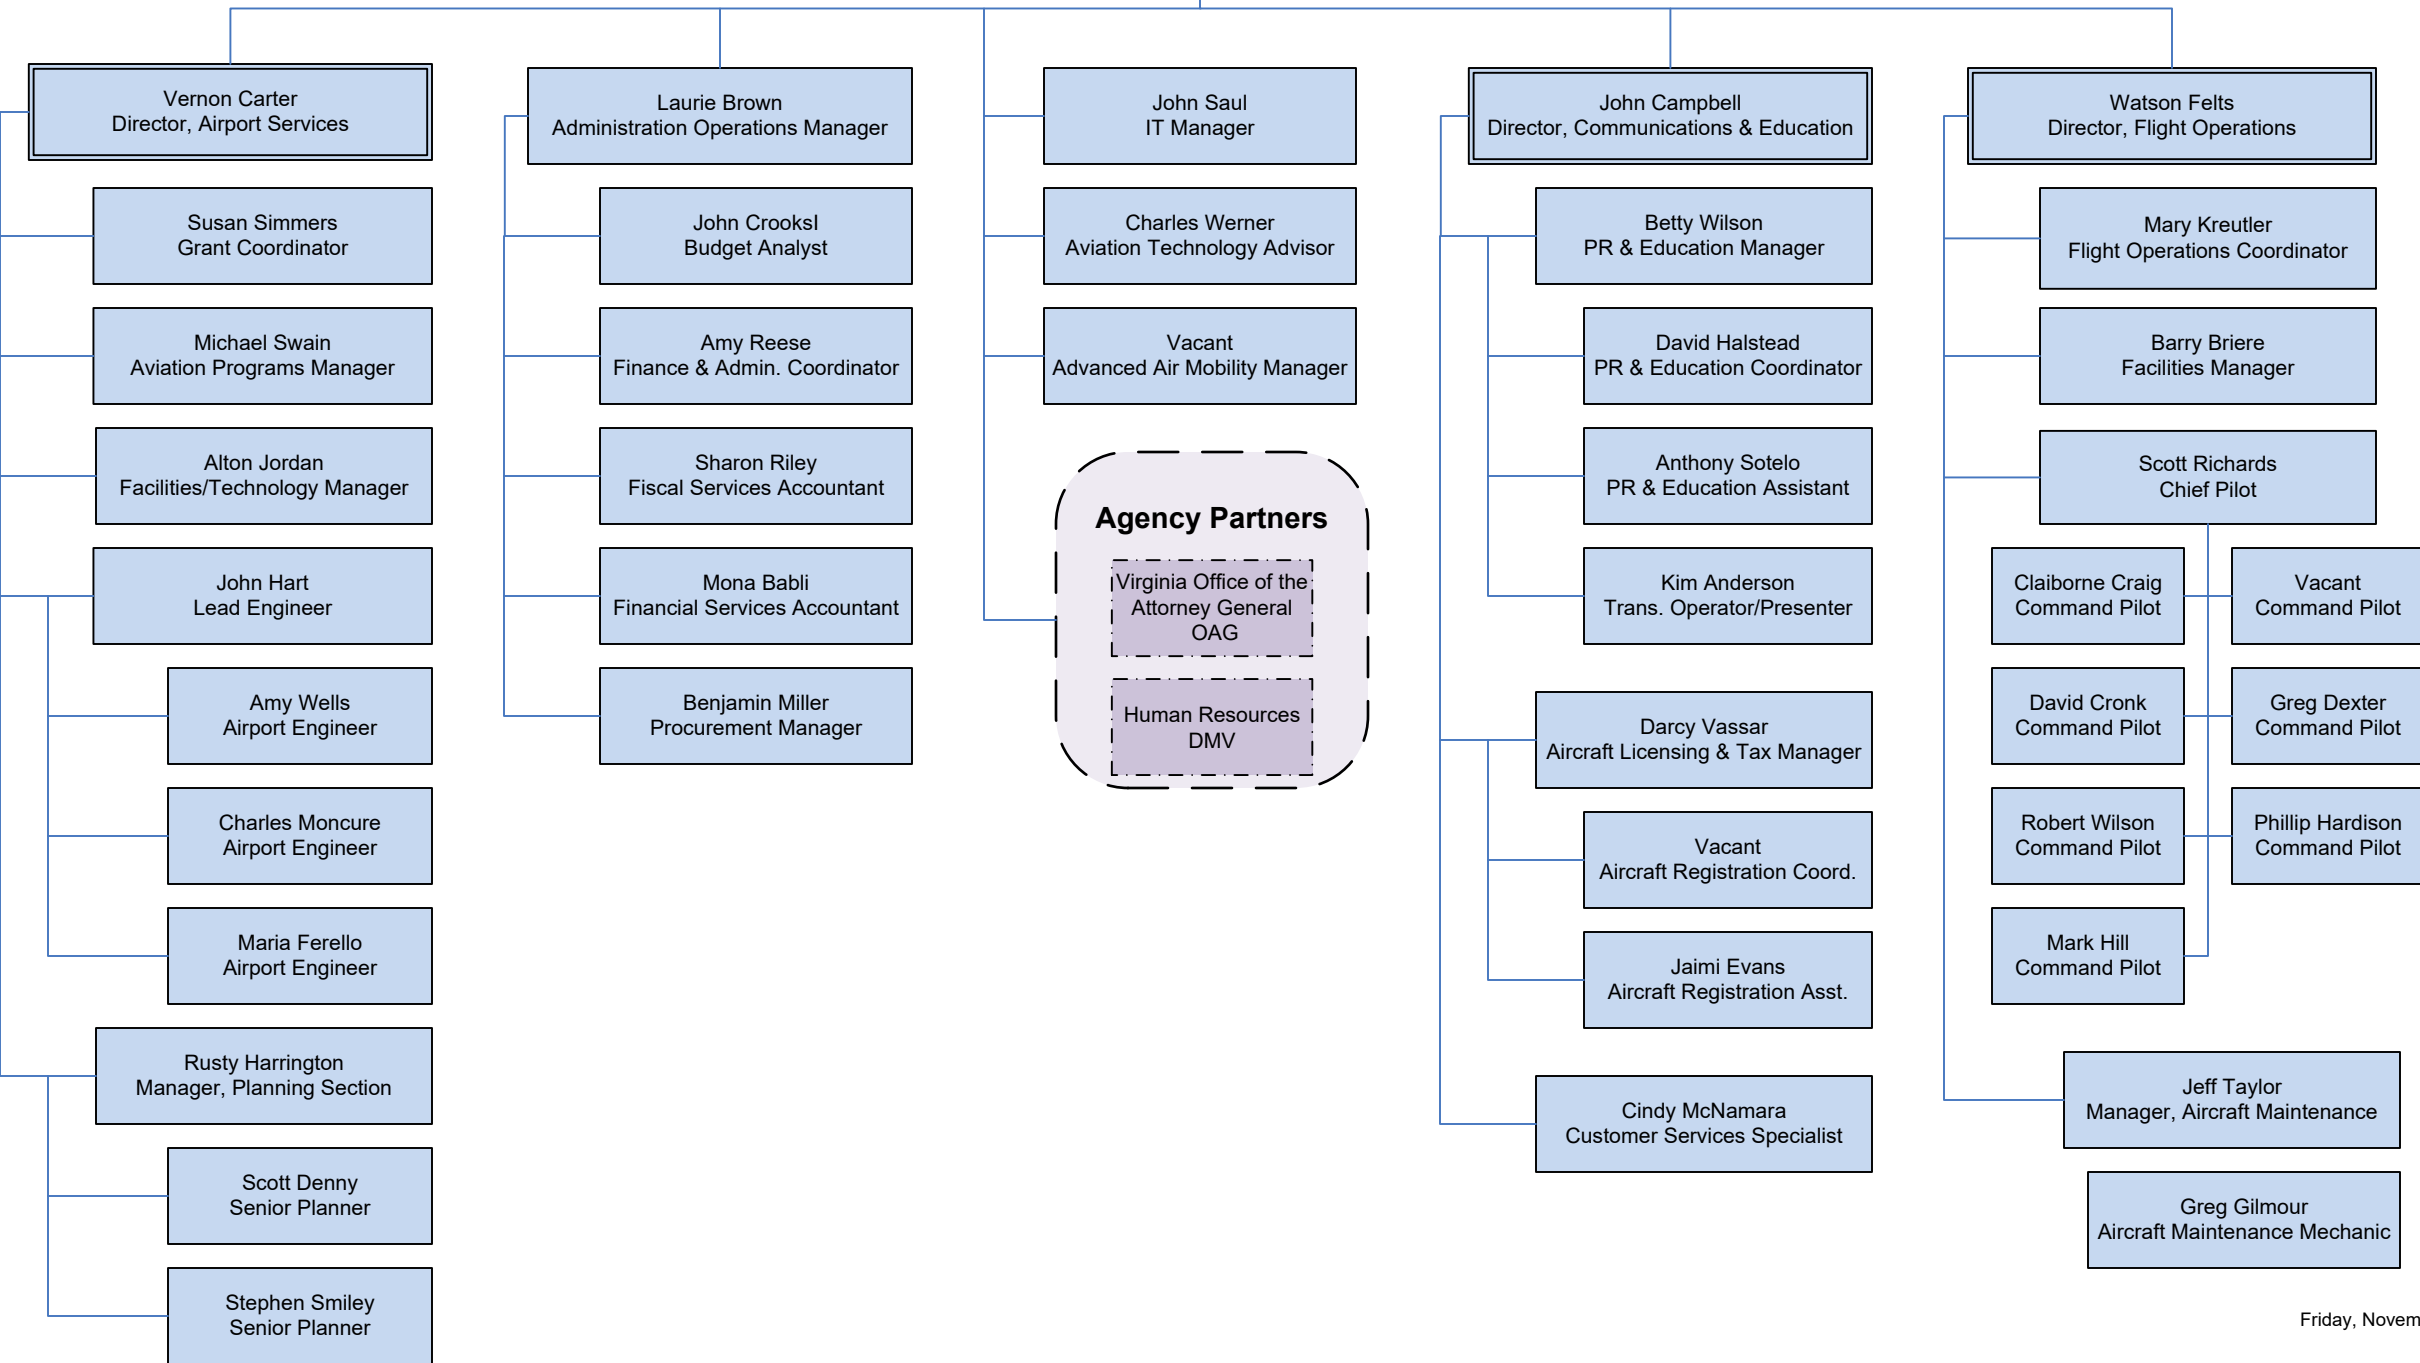 Vernon Carter
Director, Airport Services
Susan Simmers
Grant Coordinator
Michael Swain
Aviation Programs Manager
Alton Jordan
Facilities/Technology Manager
John Hart
Lead Engineer
Amy Wells
Airport Engineer
Charles Moncure
Airport Engineer
Maria Ferello
Airport Engineer
Rusty Harrington
Manager, Planning Section
Scott Denny
Senior Planner
Stephen Smiley
Senior Planner
Laurie Brown
Administration Operations Manager
John CrooksI
Budget Analyst
Amy Reese
Finance & Admin. Coordinator
Sharon Riley
Fiscal Services Accountant
Mona Babli
Financial Services Accountant
Benjamin Miller
Procurement Manager
John Saul
IT Manager
Charles Werner
Aviation Technology Advisor
Vacant
Advanced Air Mobility Manager
Agency Partners
Virginia Office of the
Attorney General
OAG
Human Resources
DMV
John Campbell
Director, Communications & Education
Betty Wilson
PR & Education Manager
David Halstead
PR & Education Coordinator
Anthony Sotelo
PR & Education Assistant
Kim Anderson
Trans. Operator/Presenter
Darcy Vassar
Aircraft Licensing & Tax Manager
Vacant
Aircraft Registration Coord.
Jaimi Evans
Aircraft Registration Asst.
Cindy McNamara
Customer Services Specialist
Watson Felts
Director, Flight Operations
Mary Kreutler
Flight Operations Coordinator
Barry Briere
Facilities Manager
Scott Richards
Chief Pilot
Claiborne Craig
Command Pilot
Vacant
Command Pilot
David Cronk
Command Pilot
Greg Dexter
Command Pilot
Robert Wilson
Command Pilot
Phillip Hardison
Command Pilot
Mark Hill
Command Pilot
Jeff Taylor
Manager, Aircraft Maintenance
Greg Gilmour
Aircraft Maintenance Mechanic
Friday, Novem